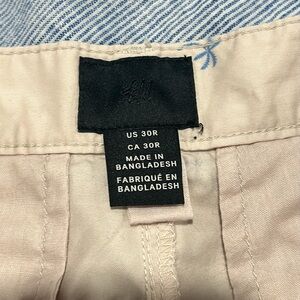 H&M
US 30R
CA 30R
MADE IN
BANGLADESH
FABRIQUÉ EN
BANGLADESH